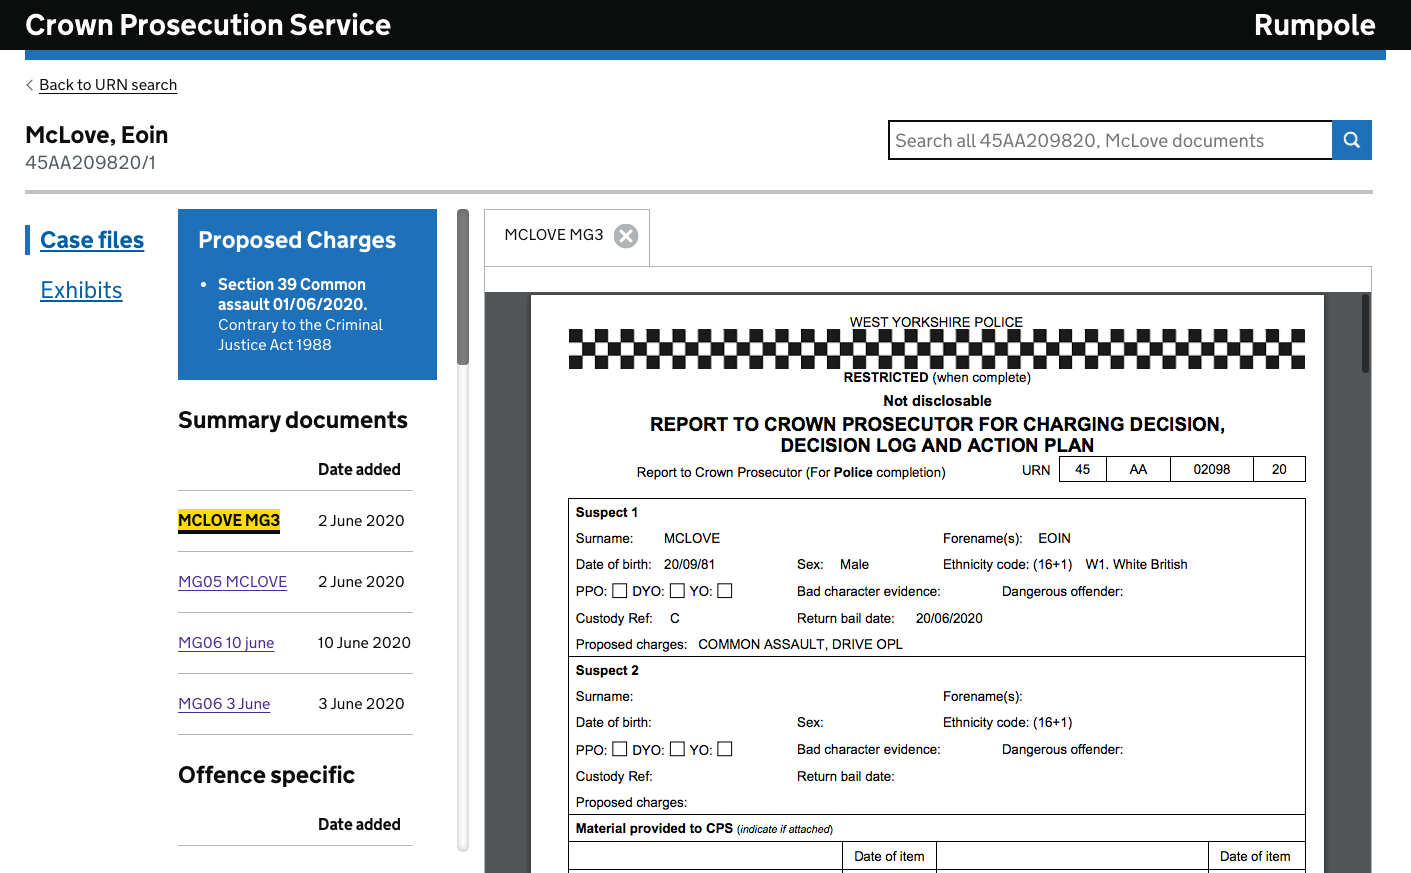 Crown Prosecution Service
Rumpole
Back to URN search
McLove, Eoin
45AA209820/1
Search all 45AA209820, McLove documents
Case files
Exhibits
Proposed Charges
• Section 39 Common
assault 01/06/2020.
Contrary to the Criminal
Justice Act 1988
Summary documents
Date added
MCLOVE MG3 2 June 2020
MG05 MCLOVE 2 June 2020
MG06 10 june 10 June 2020
MG06 3 June 3 June 2020
Offence specific
Date added
MCLOVE MG3
WEST YORKSHIRE POLICE
RESTRICTED (when complete)
Not disclosable
REPORT TO CROWN PROSECUTOR FOR CHARGING DECISION,
DECISION LOG AND ACTION PLAN
Report to Crown Prosecutor (For Police completion) URN 45 AA 02098 20
Suspect 1
Surname: MCLOVE Forename(s): EOIN
Date of birth: 20/09/81 Sex: Male Ethnicity code: (16+1) W1. White British
PPO: DYO: YO: Bad character evidence: Dangerous offender:
Custody Ref: C Return bail date: 20/06/2020
Proposed charges: COMMON ASSAULT, DRIVE OPL
Suspect 2
Surname: Forename(s):
Date of birth: Sex: Ethnicity code: (16+1)
PPO: DYO: YO: Bad character evidence: Dangerous offender:
Custody Ref: Return bail date:
Proposed charges:
Material provided to CPS (indicate if attached)
Date of item Date of item